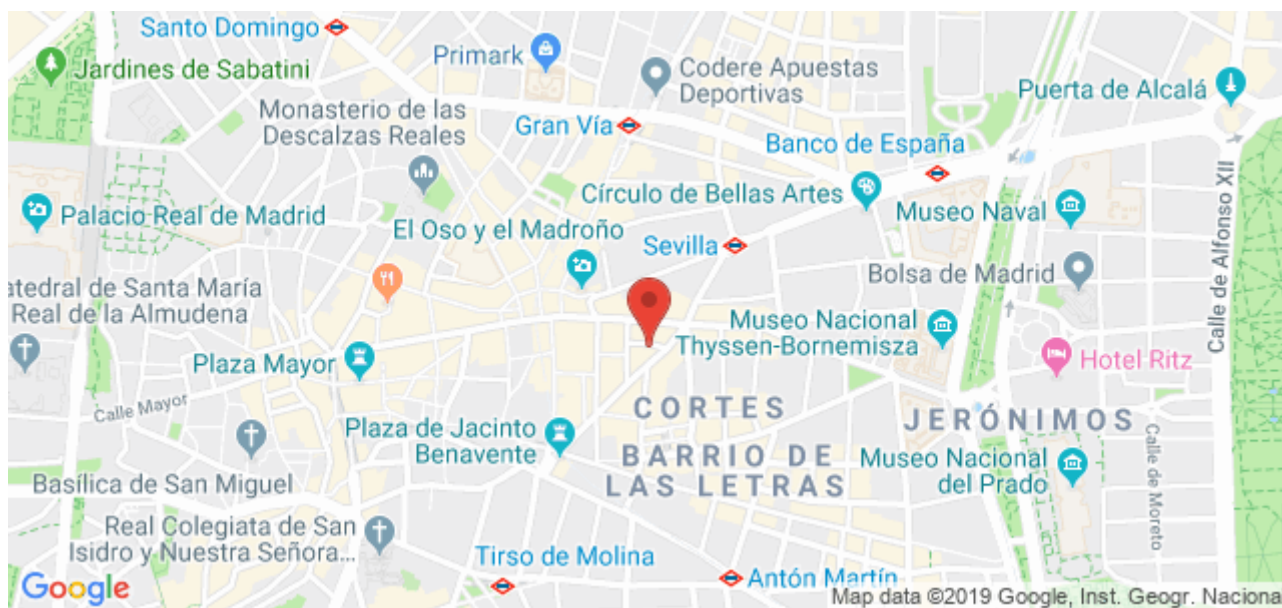 Santo Domingo
Jardines de Sabatini
Primark
Codere Apuestas
Deportivas
Puerta de Alcalá
Monasterio de las
Descalzas Reales
Gran Vía
Banco de España
Círculo de Bellas Artes
Museo Naval
Palacio Real de Madrid
El Oso y el Madroño
Sevilla
Bolsa de Madrid
Calle de Alfonso XII
atedral de Santa María
Real de la Almudena
Museo Nacional
Thyssen-Bornemisza
Plaza Mayor
Hotel Ritz
Calle Mayor
CORTES
JERÓNIMOS
Plaza de Jacinto
Benavente
BARRIO DE
LAS LETRAS
Museo Nacional
del Prado
Calle de Moreto
Basílica de San Miguel
Real Colegiata de San
Isidro y Nuestra Señora...
Tirso de Molina
Antón Martín
Google
Map data ©2019 Google, Inst. Geogr. Naciona